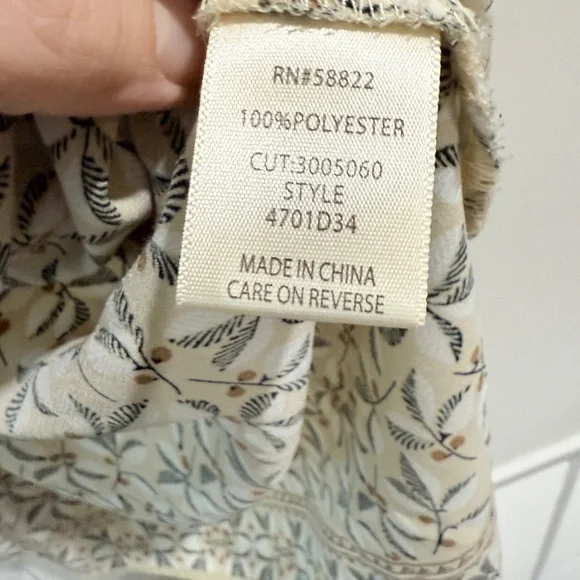 RN#58822
100%POLYESTER
CUT:3005060
STYLE
4701D34
MADE IN CHINA
CARE ON REVERSE